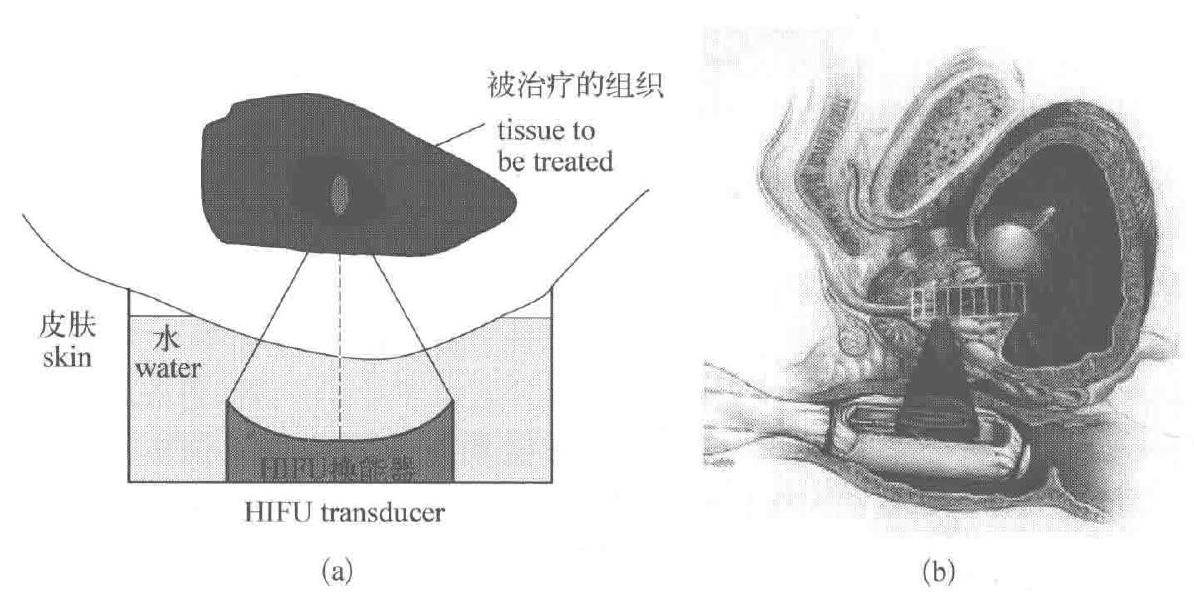 被治疗的组织
tissue to
be treated
皮肤
skin
水
water
HIFU换能器
HIFU transducer
(a)
(b)